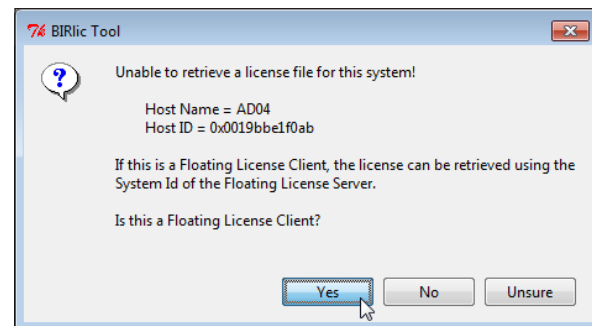 BIRlic Tool
Unable to retrieve a license file for this system!
Host Name = AD04
Host ID = 0x0019bbe1f0ab
If this is a Floating License Client, the license can be retrieved using the
System Id of the Floating License Server.
Is this a Floating License Client?
Yes No Unsure